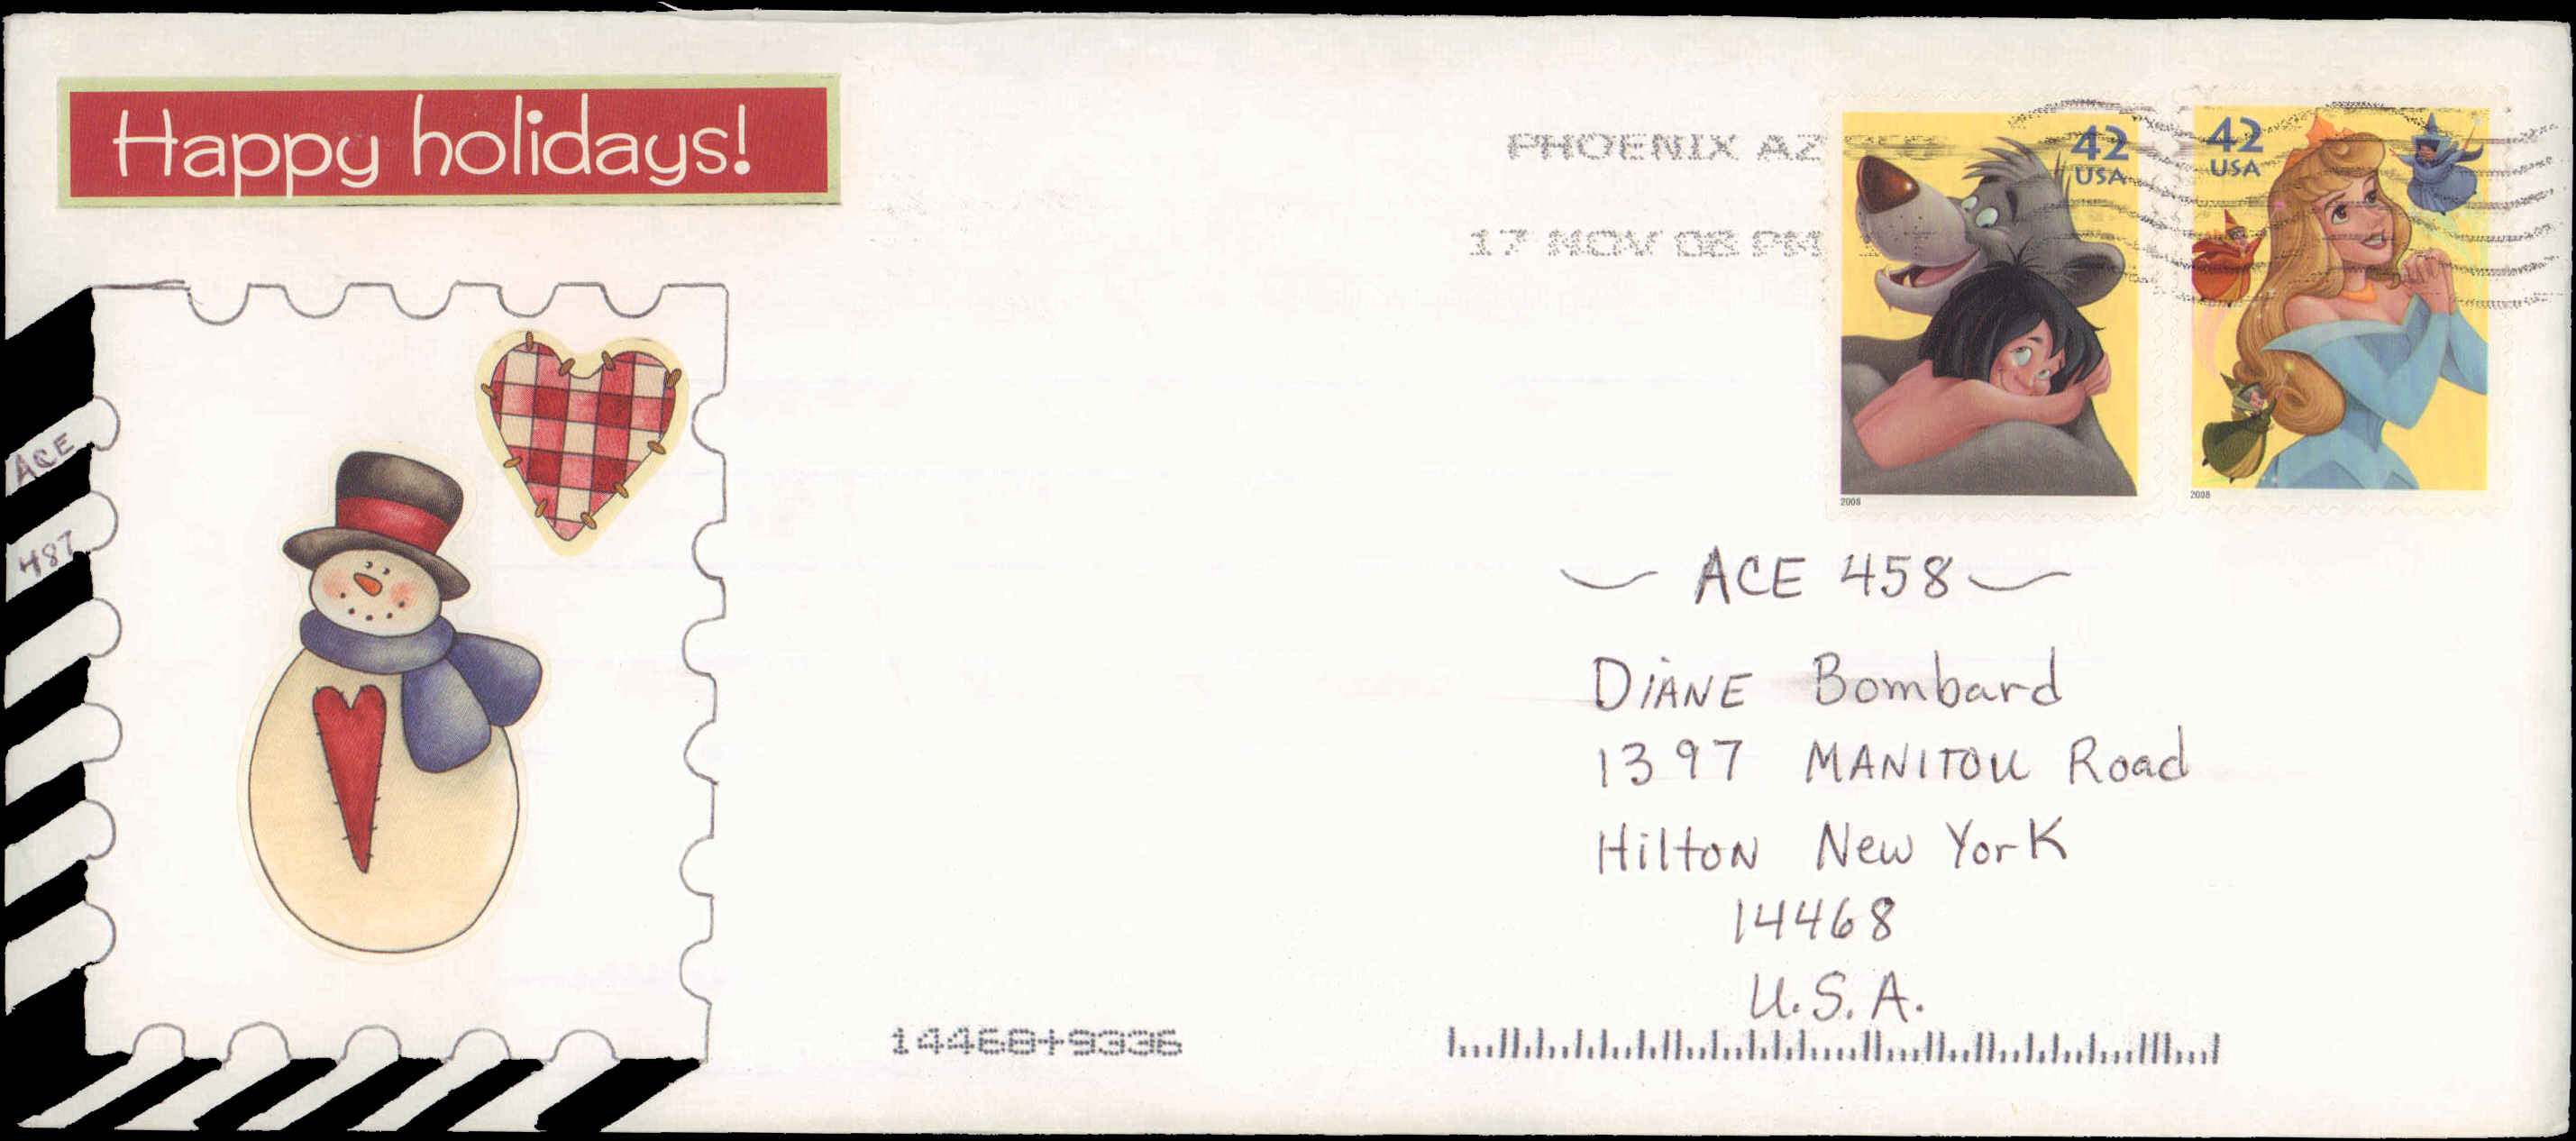 Happy holidays!
PHOENIX AZ
17 NOV 08 PM
42
USA
42
USA
2008
2008
ACE
487
ACE 458
DIANE Bombard
1397 MANITOU Road
Hilton New York
14468
U.S.A.
14468+9336